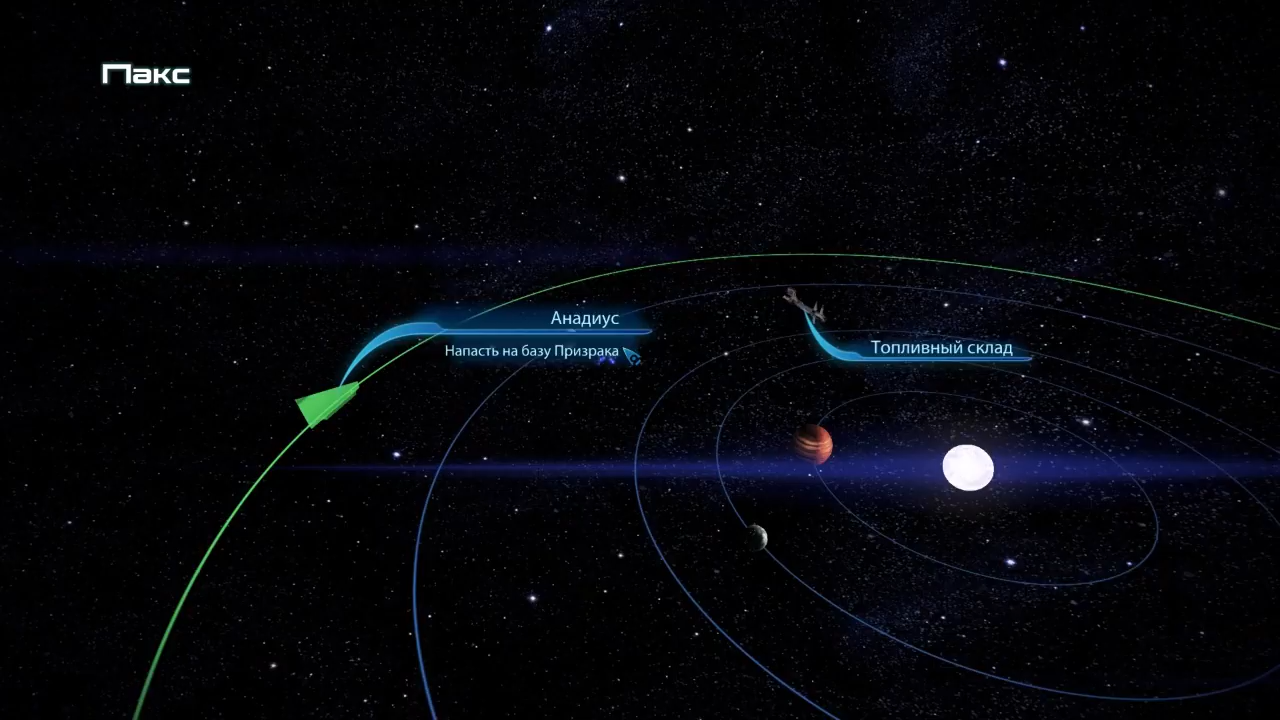 Пакс
Анадиус
Напасть на базу Призрака
Топливный склад